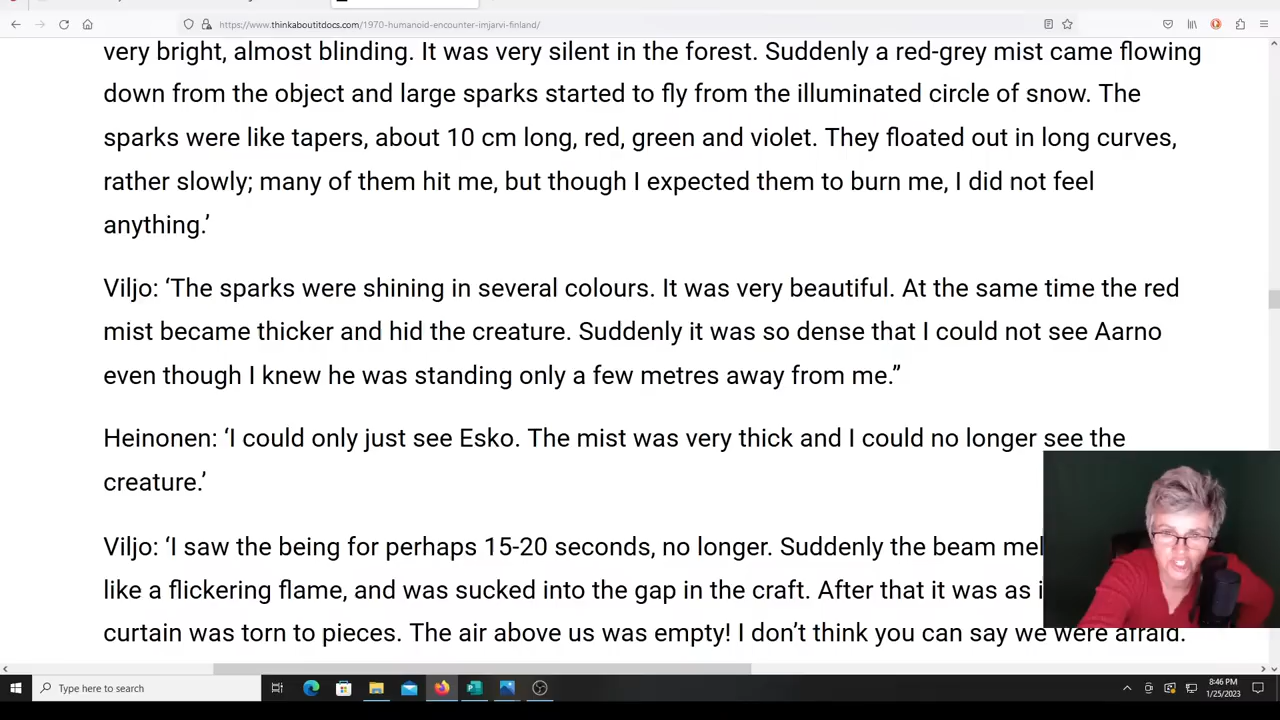 https://www.thinkaboutitdocs.com/1970-humanoid-encounter-imjarvi-finland/
very bright, almost blinding. It was very silent in the forest. Suddenly a red-grey mist came flowing
down from the object and large sparks started to fly from the illuminated circle of snow. The
sparks were like tapers, about 10 cm long, red, green and violet. They floated out in long curves,
rather slowly; many of them hit me, but though I expected them to burn me, I did not feel
anything.’
Viljo: ‘The sparks were shining in several colours. It was very beautiful. At the same time the red
mist became thicker and hid the creature. Suddenly it was so dense that I could not see Aarno
even though I knew he was standing only a few metres away from me.”
Heinonen: ‘I could only just see Esko. The mist was very thick and I could no longer see the
creature.’
Viljo: ‘I saw the being for perhaps 15-20 seconds, no longer. Suddenly the beam mel
like a flickering flame, and was sucked into the gap in the craft. After that it was as i
curtain was torn to pieces. The air above us was empty! I don’t think you can say we were afraid.
Type here to search
8:46 PM
1/25/2023